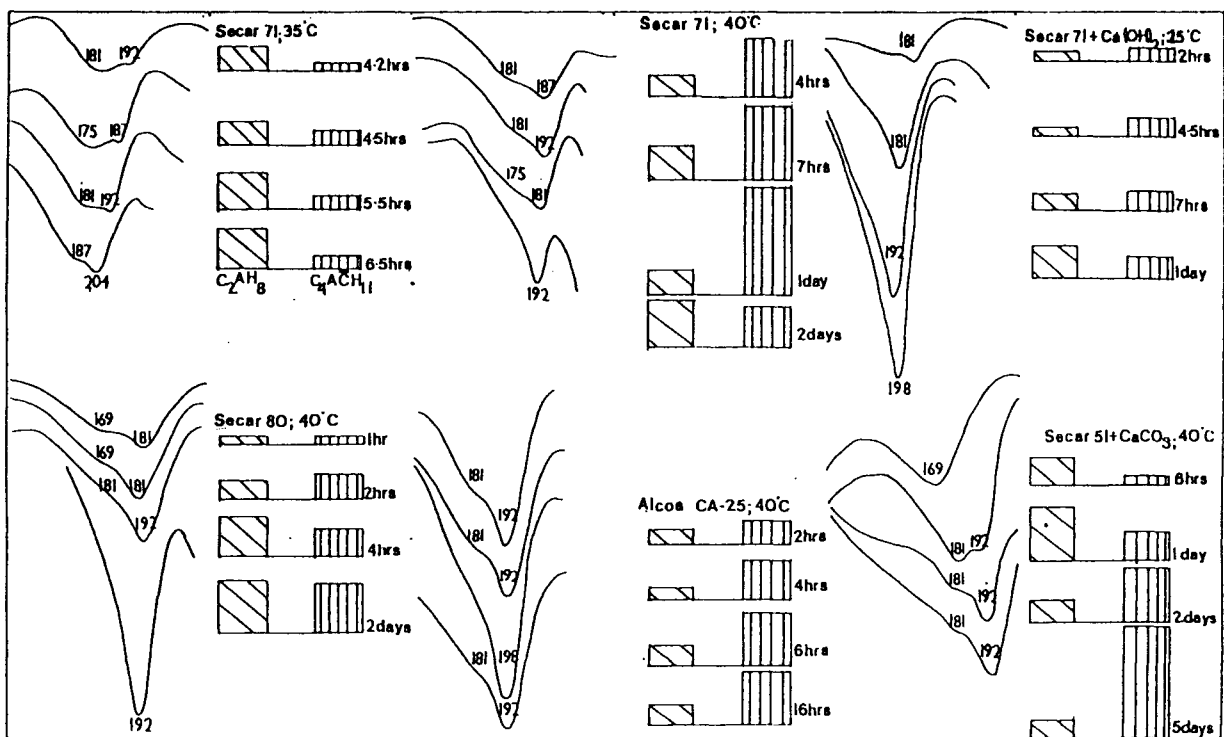 Secar 71; 35°C
181 192
4·2hrs
175 187
4·5hrs
181 192
5·5hrs
187
204
6·5hrs
C₂AH₈ C₄AC̄H₁₁
Secar 71; 40°C
181 187
4hrs
181 192
7hrs
175 181
1day
192
2days
Secar 71+Ca(OH)₂; 25°C
181
2hrs
181
4·5hrs
192
7hrs
198
1day
Secar 80; 40°C
169 181
1hr
169 181
2hrs
181 192
192
2days
Alcoa CA-25; 40°C
181 192
2hrs
181 192
4hrs
198
6hrs
181 192
16hrs
Secar 51+CaCO₃; 40°C
169
181 192
1day
181 192
2days
181 192
5days